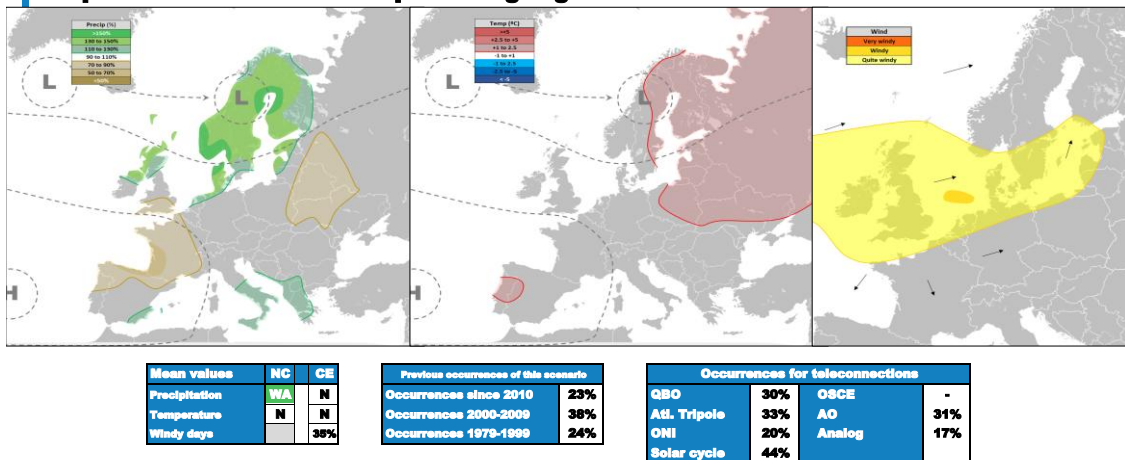 Precip (%)
>150%
130 to 150%
110 to 130%
90 to 110%
70 to 90%
50 to 70%
<50%
L
L
H
Temp (ºC)
+2.5 to +5
+1 to 2.5
-1 to +1
-1 to 2.5
-2.5 to -5
< -5
L
L
H
Wind
Very windy
Windy
Quite windy
Mean values NC CE
Precipitation WA N
Temperature N N
Windy days 35%
Previous occurrences of this scenario
Occurrences since 2010 23%
Occurrences 2000-2009 38%
Occurrences 1979-1999 24%
Occurrences for teleconnections
QBO 30% OSCE -
Atl. Tripole 33% AO 31%
ONI 20% Analog 17%
Solar cycle 44%